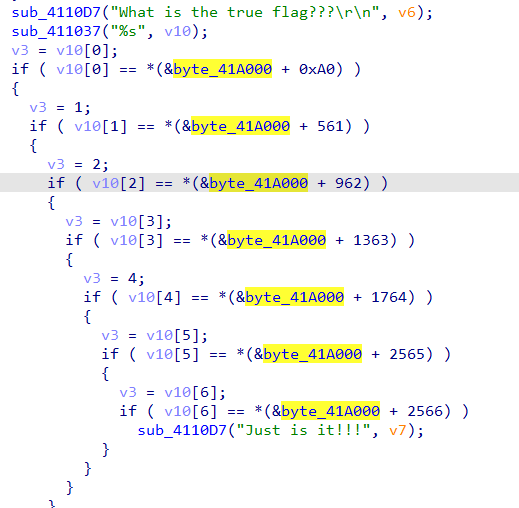 sub_4110D7("What is the true flag???\r\n", v6);
sub_411037("%s", v10);
v3 = v10[0];
if ( v10[0] == *(&byte_41A000 + 0xA0) )
{
v3 = 1;
if ( v10[1] == *(&byte_41A000 + 561) )
{
v3 = 2;
if ( v10[2] == *(&byte_41A000 + 962) )
{
v3 = v10[3];
if ( v10[3] == *(&byte_41A000 + 1363) )
{
v3 = 4;
if ( v10[4] == *(&byte_41A000 + 1764) )
{
v3 = v10[5];
if ( v10[5] == *(&byte_41A000 + 2565) )
{
v3 = v10[6];
if ( v10[6] == *(&byte_41A000 + 2566) )
sub_4110D7("Just is it!!!", v7);
}
}
}
}